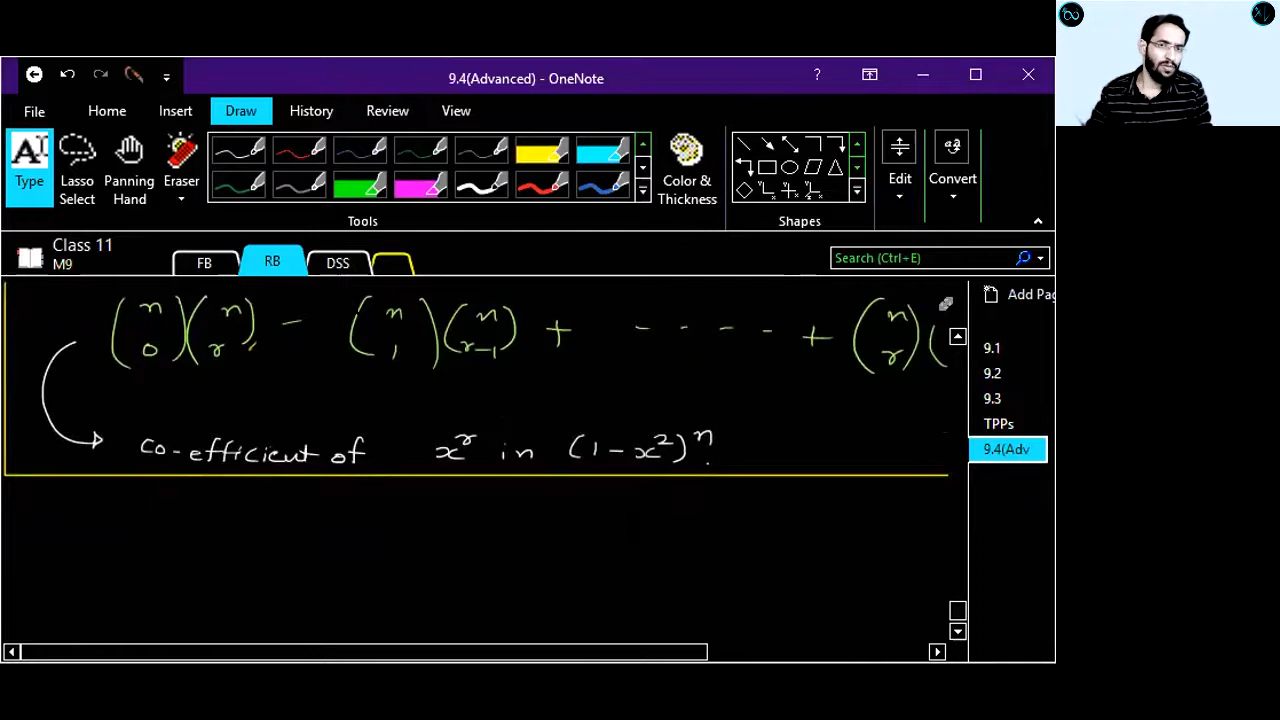 9.4(Advanced) - OneNote
?
File Home Insert Draw History Review View
Type Lasso Select Panning Hand Eraser Color & Thickness Edit Convert
Tools Shapes
Class 11
M9
FB RB DSS
Search (Ctrl+E)
Add Pag
9.1
9.2
9.3
TPPs
9.4(Adv
(n 0)(n r) - (n 1)(n r-1) + - - - - + (n r)(
co-efficient of x^r in (1-x^2)^n